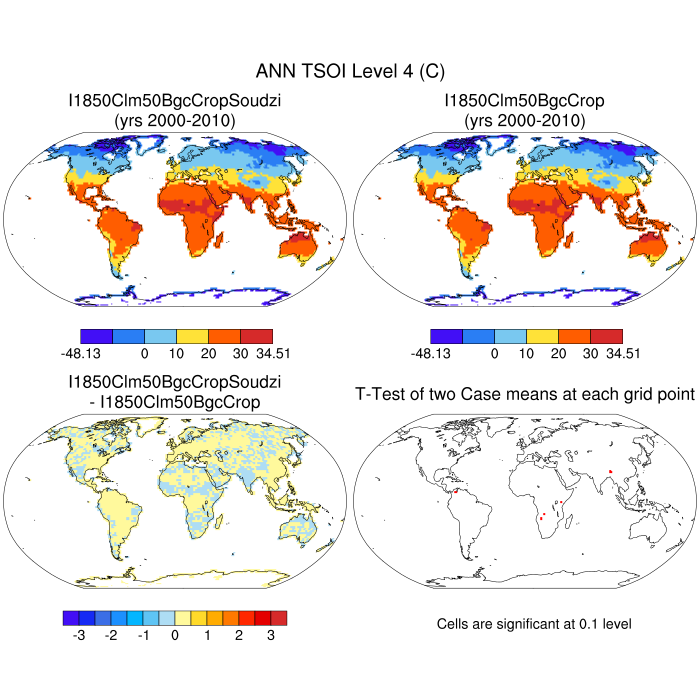 ANN TSOI Level 4 (C)
I1850Clm50BgcCropSoudzi
(yrs 2000-2010)
I1850Clm50BgcCrop
(yrs 2000-2010)
-48.13 0 10 20 30 34.51
-48.13 0 10 20 30 34.51
I1850Clm50BgcCropSoudzi
- I1850Clm50BgcCrop
T-Test of two Case means at each grid point
-3 -2 -1 0 1 2 3
Cells are significant at 0.1 level